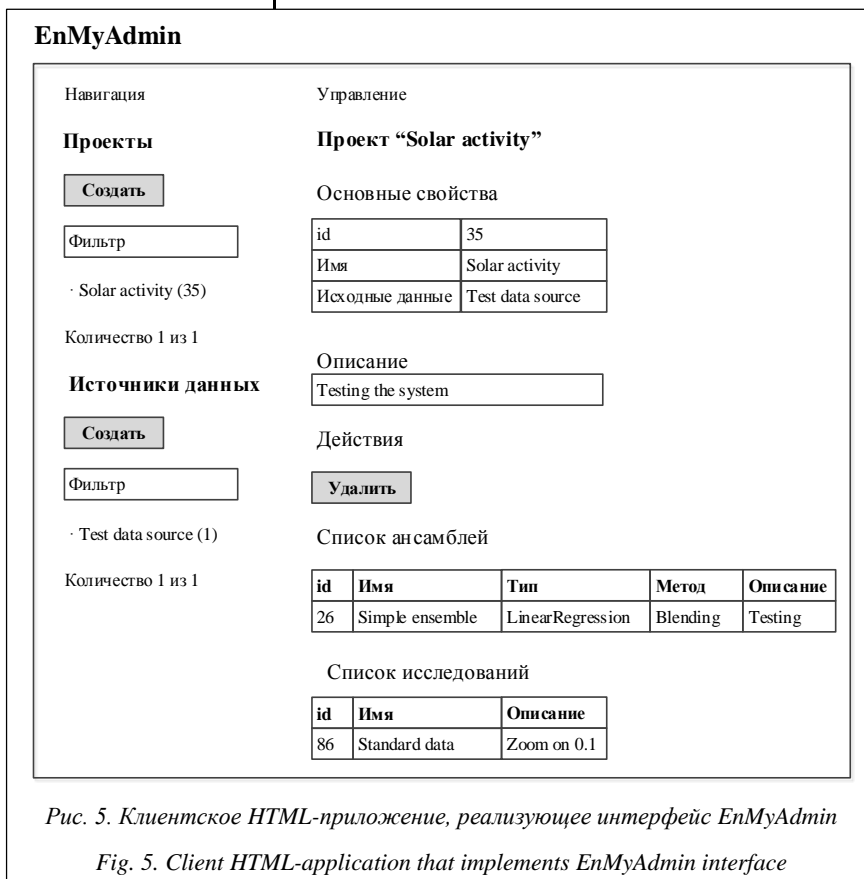 EnMyAdmin
Навигация
Проекты
Создать
Фильтр
· Solar activity (35)
Количество 1 из 1
Источники данных
Создать
Фильтр
· Test data source (1)
Количество 1 из 1
Управление
Проект “Solar activity”
Основные свойства
id 35
Имя Solar activity
Исходные данные Test data source
Описание
Testing the system
Действия
Удалить
Список ансамблей
id Имя Тип Метод Описание
26 Simple ensemble LinearRegression Blending Testing
Список исследований
id Имя Описание
86 Standard data Zoom on 0.1
Рис. 5. Клиентское HTML-приложение, реализующее интерфейс EnMyAdmin
Fig. 5. Client HTML-application that implements EnMyAdmin interface